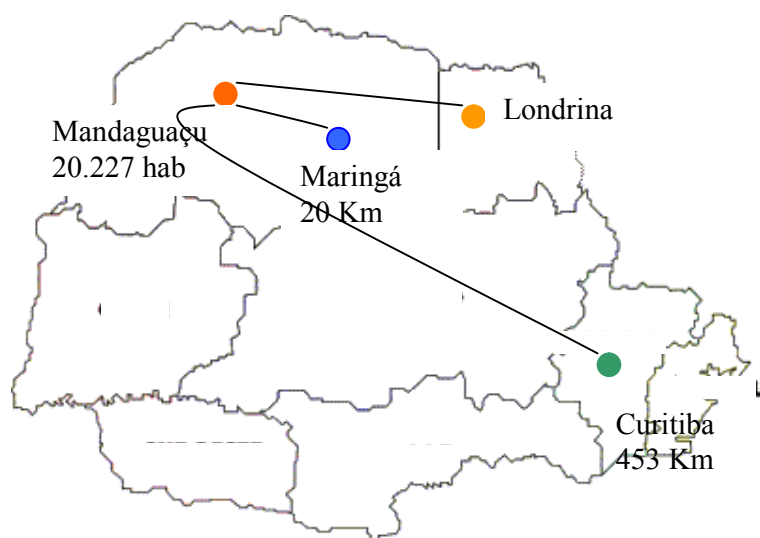 Londrina
Mandaguaçu
20.227 hab
Maringá
20 Km
Curitiba
453 Km